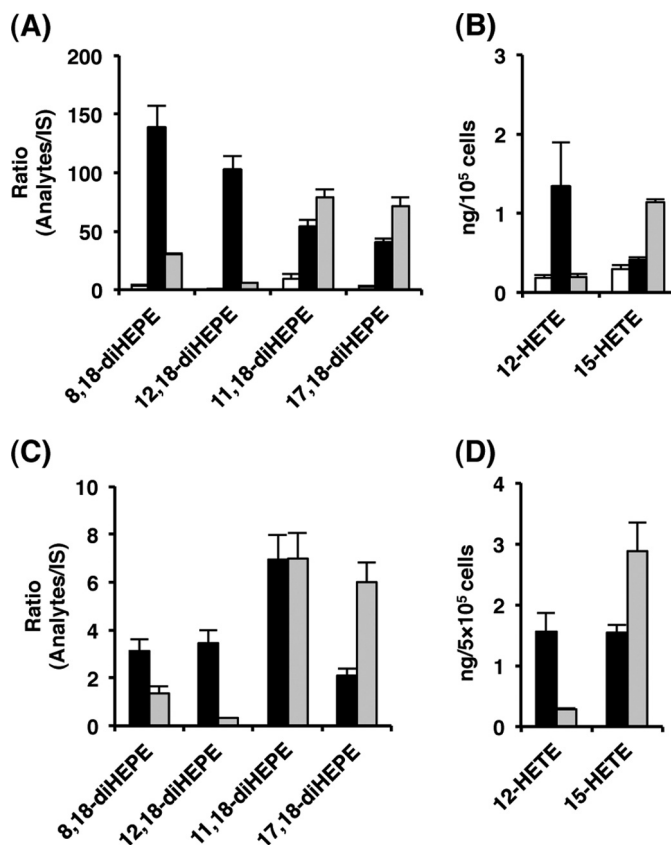 (A)
Ratio
(Analytes/IS)
200
150
100
50
0
8,18-diHEPE
12,18-diHEPE
11,18-diHEPE
17,18-diHEPE
(B)
ng/10⁵ cells
3
2
1
0
12-HETE
15-HETE
(C)
Ratio
(Analytes/IS)
10
8
6
4
2
0
8,18-diHEPE
12,18-diHEPE
11,18-diHEPE
17,18-diHEPE
(D)
ng/5×10⁵ cells
4
3
2
1
0
12-HETE
15-HETE